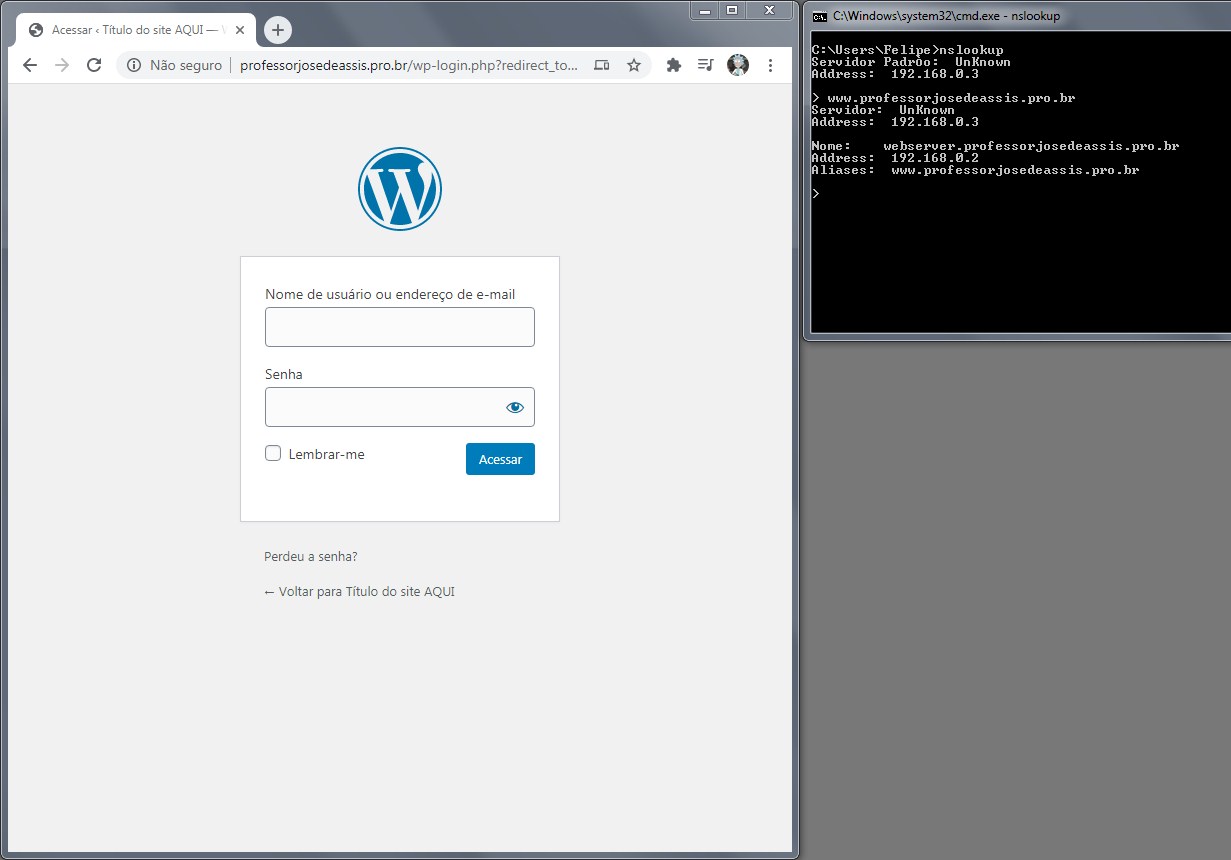 Acessar ‹ Título do site AQUI —
Não seguro
professorjosedeassis.pro.br/wp-login.php?redirect_to...
Nome de usuário ou endereço de e-mail
Senha
Lembrar-me
Acessar
Perdeu a senha?
← Voltar para Título do site AQUI
C:\Windows\system32\cmd.exe - nslookup
C:\Users\Felipe>nslookup
Servidor Padrõo:  UnKnown
Address:  192.168.0.3
> www.professorjosedeassis.pro.br
Servidor:  UnKnown
Address:  192.168.0.3
Nome:    webserver.professorjosedeassis.pro.br
Address:  192.168.0.2
Aliases:  www.professorjosedeassis.pro.br
>